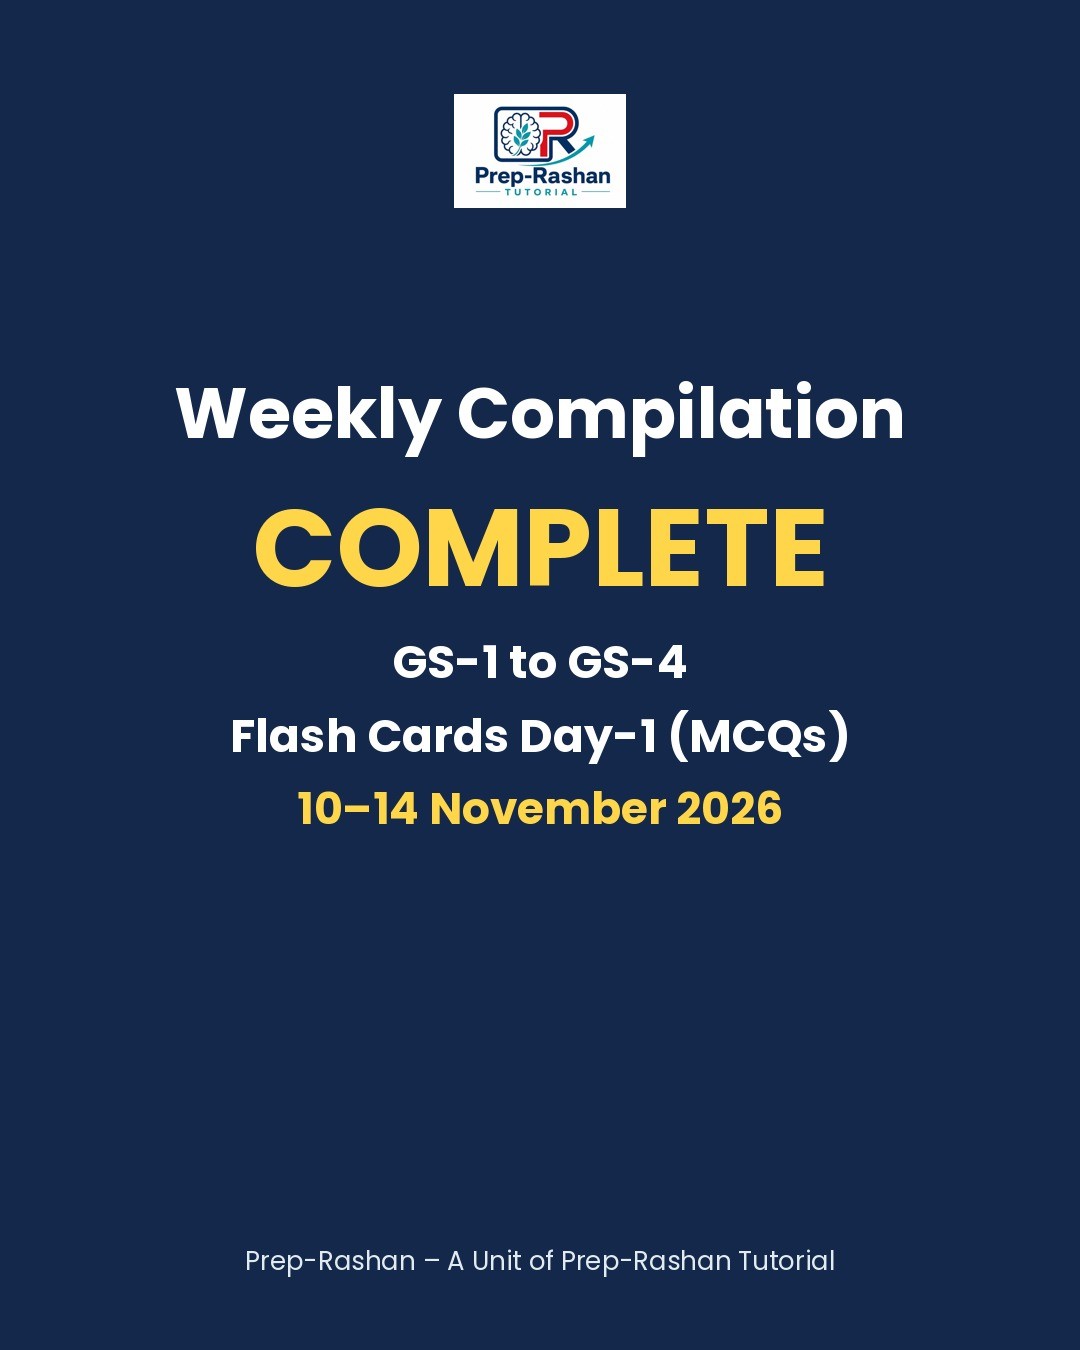 PR
Prep-Rashan
TUTORIAL
Weekly Compilation
COMPLETE
GS-1 to GS-4
Flash Cards Day-1 (MCQs)
10–14 November 2026
Prep-Rashan – A Unit of Prep-Rashan Tutorial